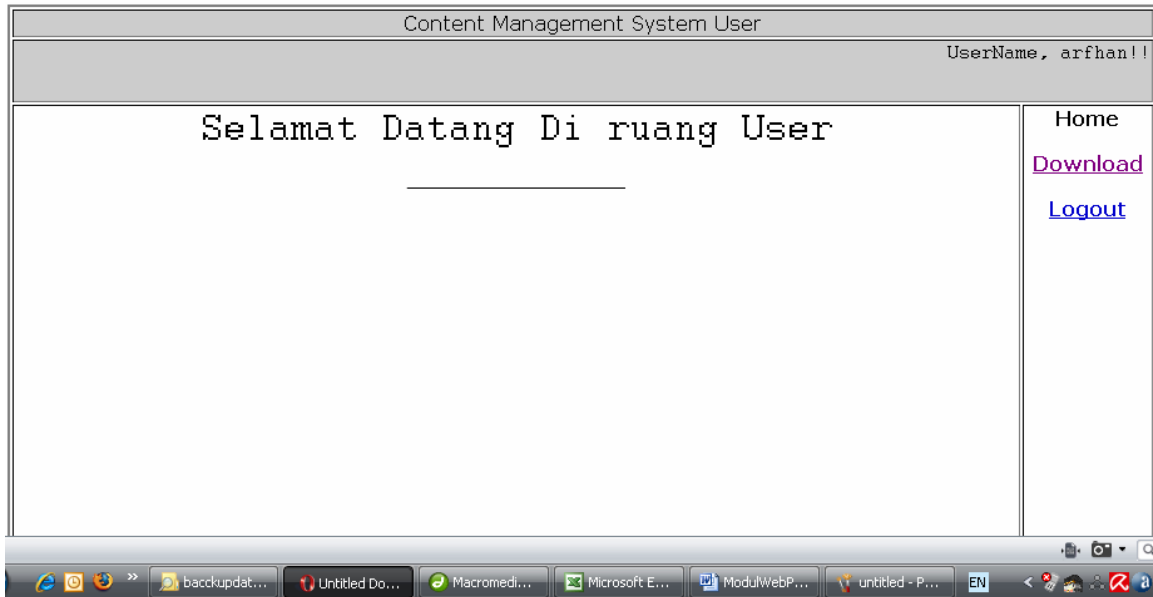 Content Management System User
UserName, arfhan!!
Selamat Datang Di ruang User
Home
Download
Logout
bacckupdat... Untitled Do... Macromedi... Microsoft E... ModulWebP... untitled - P... EN